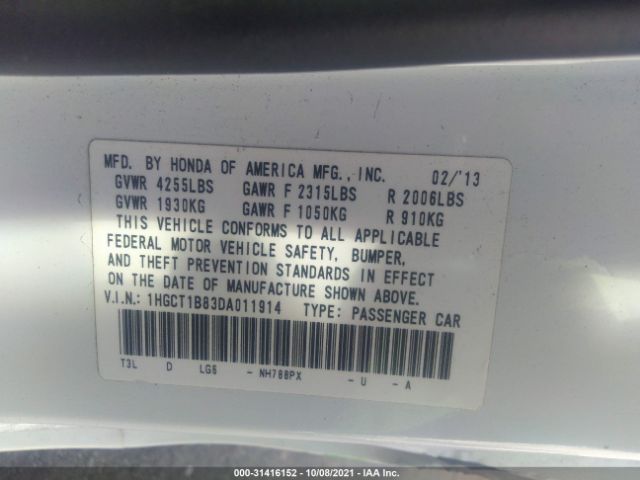 MFD. BY HONDA OF AMERICA MFG., INC. 02/'13
GVWR 4255LBS GAWR F 2315LBS R 2006LBS
GVWR 1930KG GAWR F 1050KG R 910KG
THIS VEHICLE CONFORMS TO ALL APPLICABLE
FEDERAL MOTOR VEHICLE SAFETY, BUMPER,
AND THEFT PREVENTION STANDARDS IN EFFECT
ON THE DATE OF MANUFACTURE SHOWN ABOVE.
V.I.N.: 1HGCT1B83DA011914 TYPE: PASSENGER CAR
T3L D LG6 - NH788PX - U - A
000-31416152 - 10/08/2021 - IAA Inc.